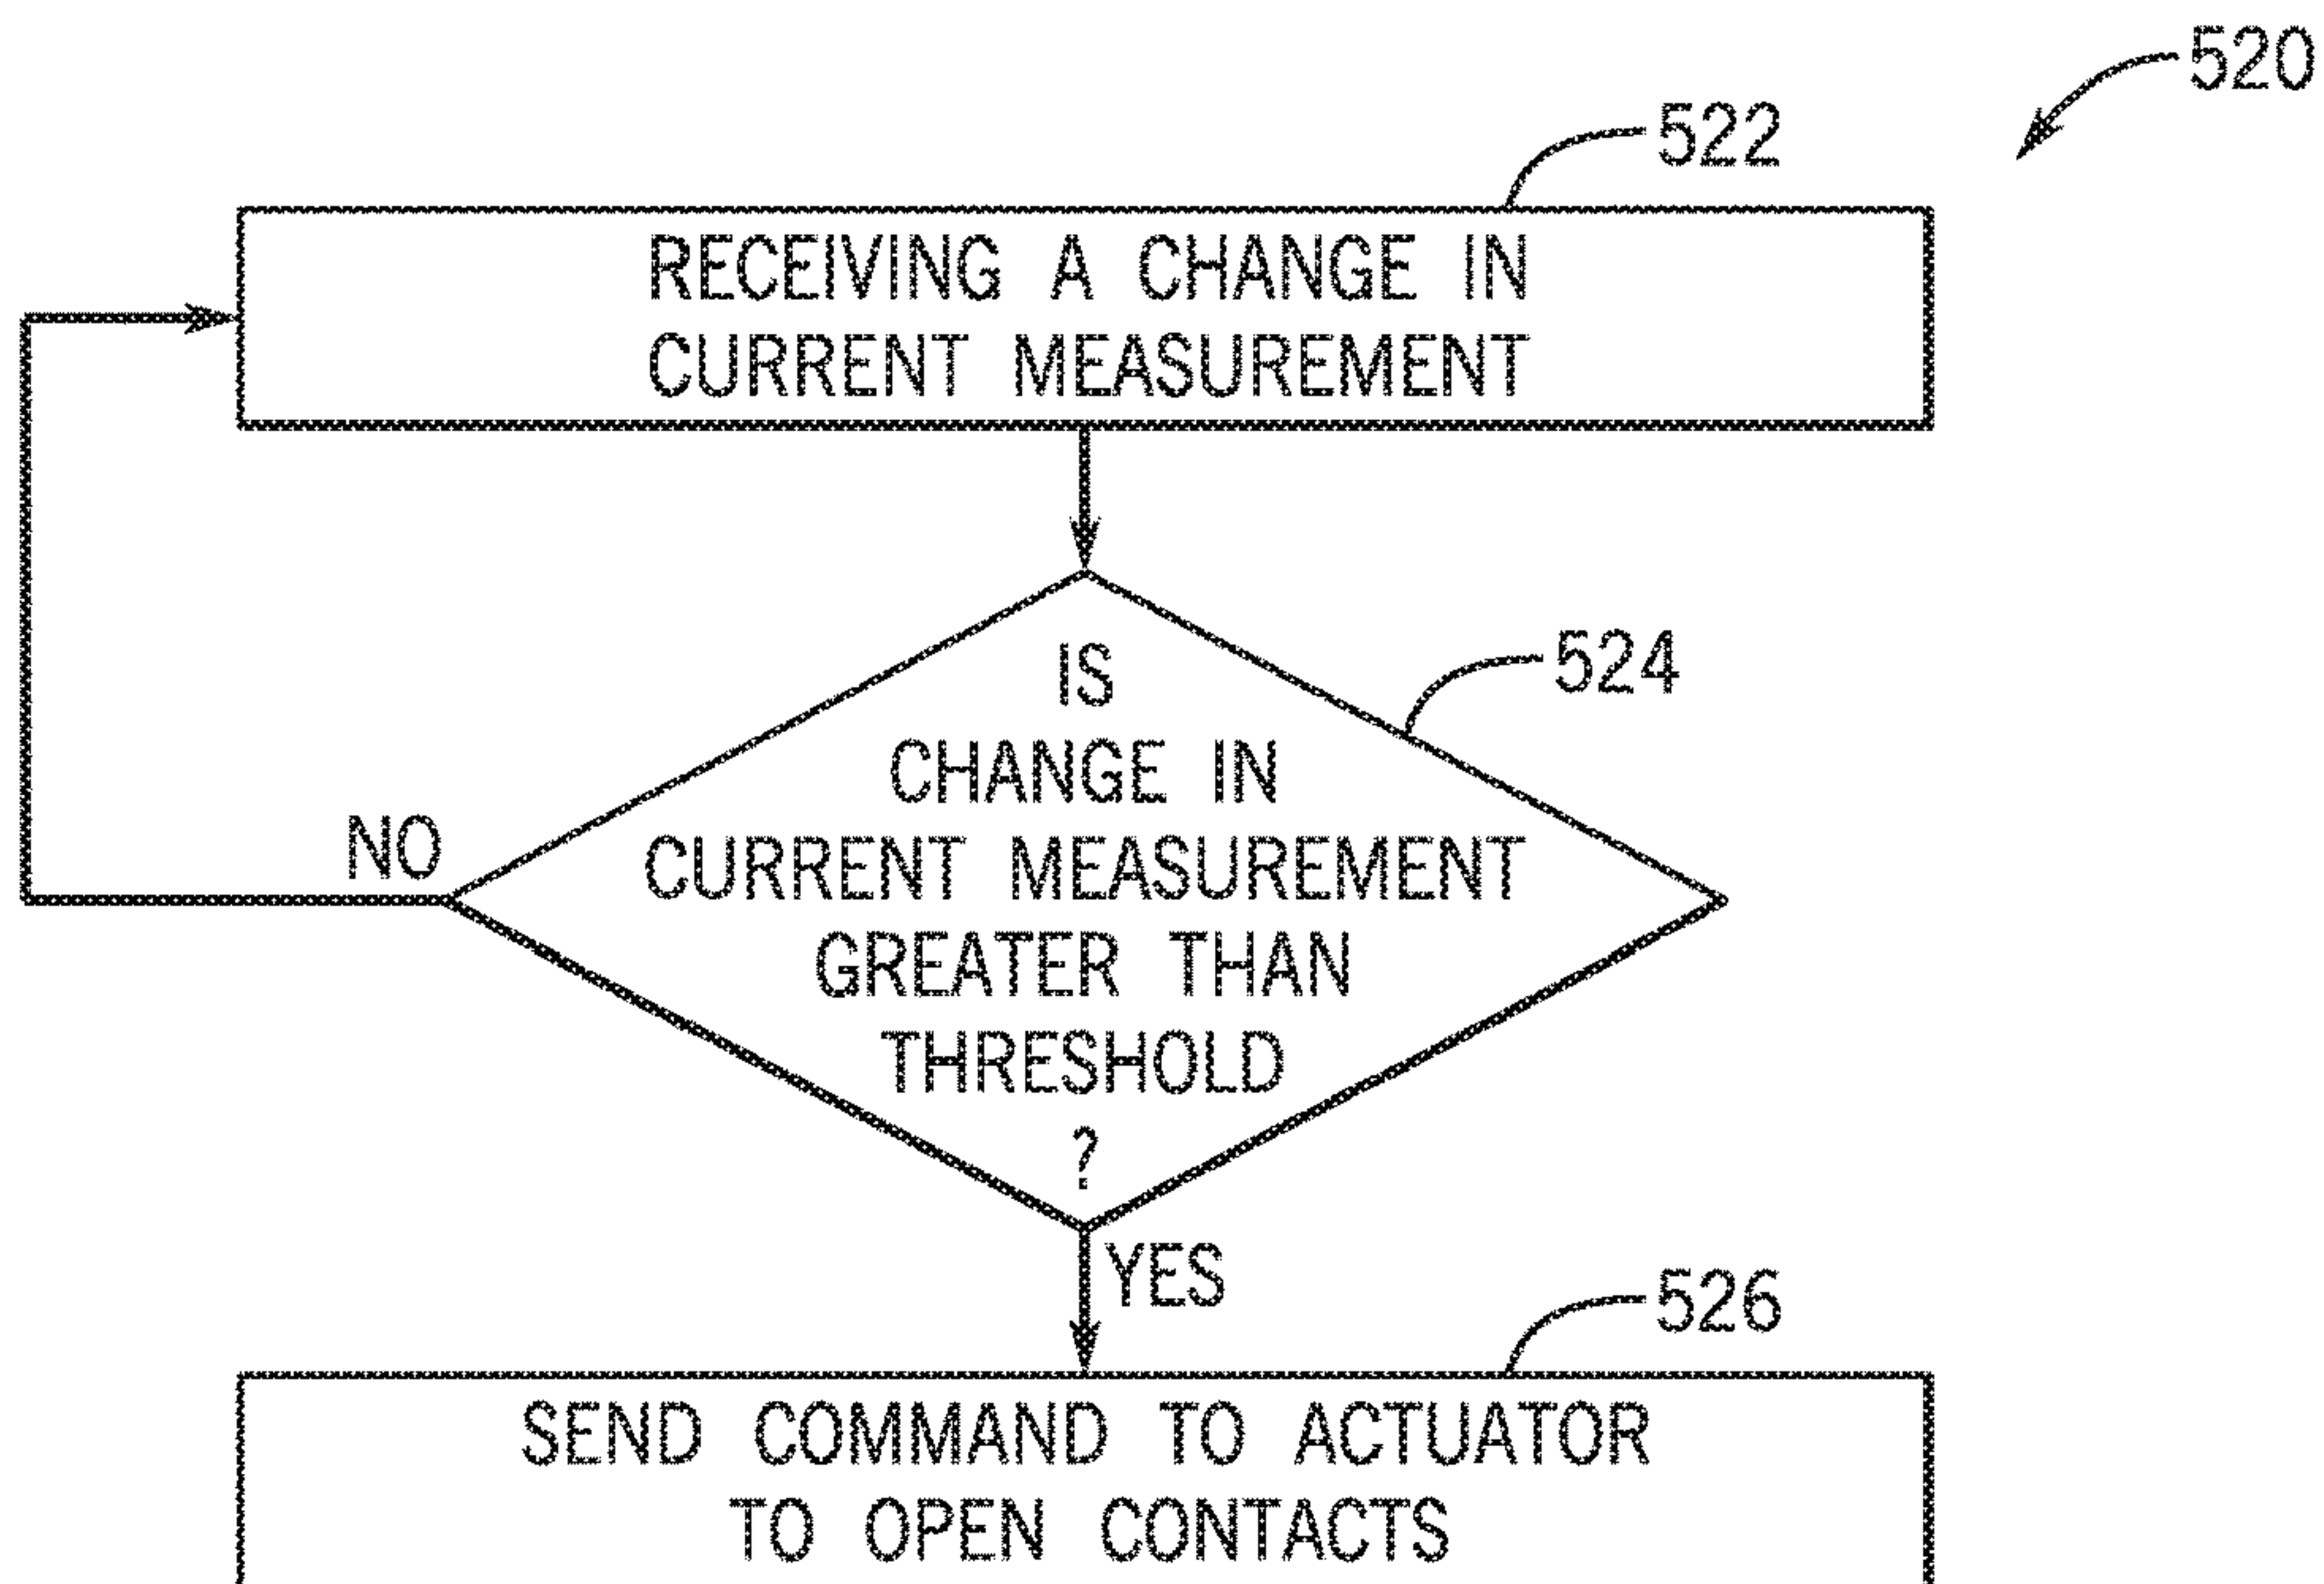 520
522
RECEIVING A CHANGE IN
CURRENT MEASUREMENT
524
IS
CHANGE IN
CURRENT MEASUREMENT
GREATER THAN
THRESHOLD
?
NO
YES
526
SEND COMMAND TO ACTUATOR
TO OPEN CONTACTS